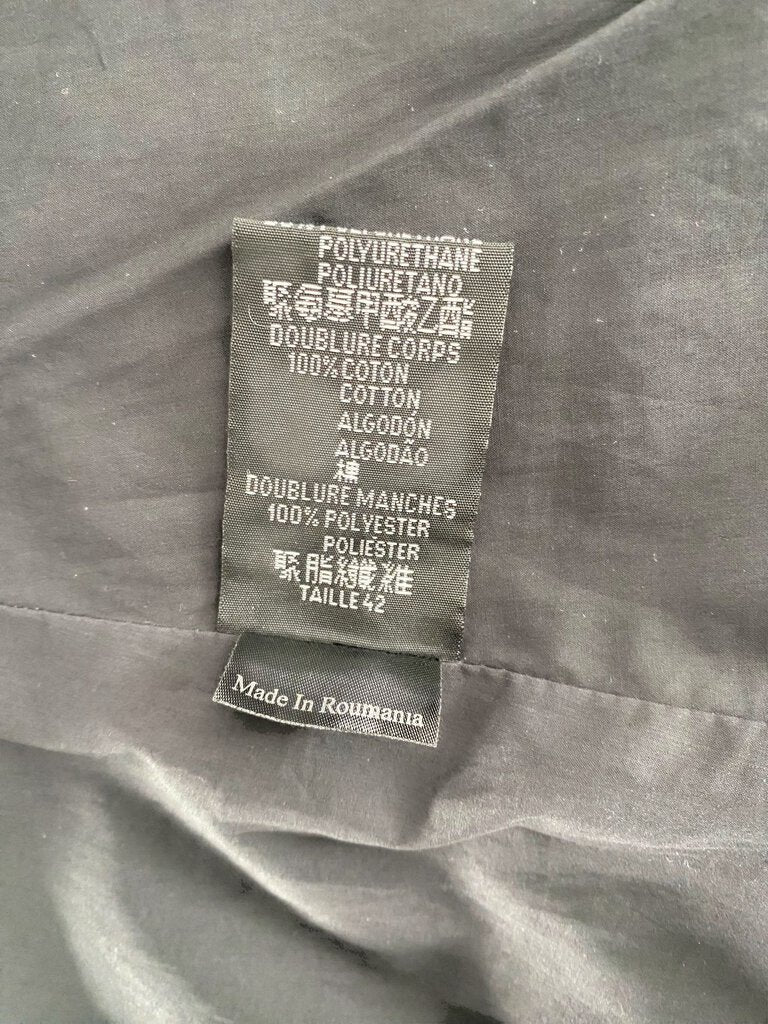 POLYURETHANE
POLIURETANO
聚氨基甲酸乙酯
DOUBLURE CORPS
100% COTON
COTTON
ALGODÓN
ALGODÃO
棉
DOUBLURE MANCHES
100% POLYESTER
POLIÉSTER
聚脂纖維
TAILLE 42
Made In Roumania